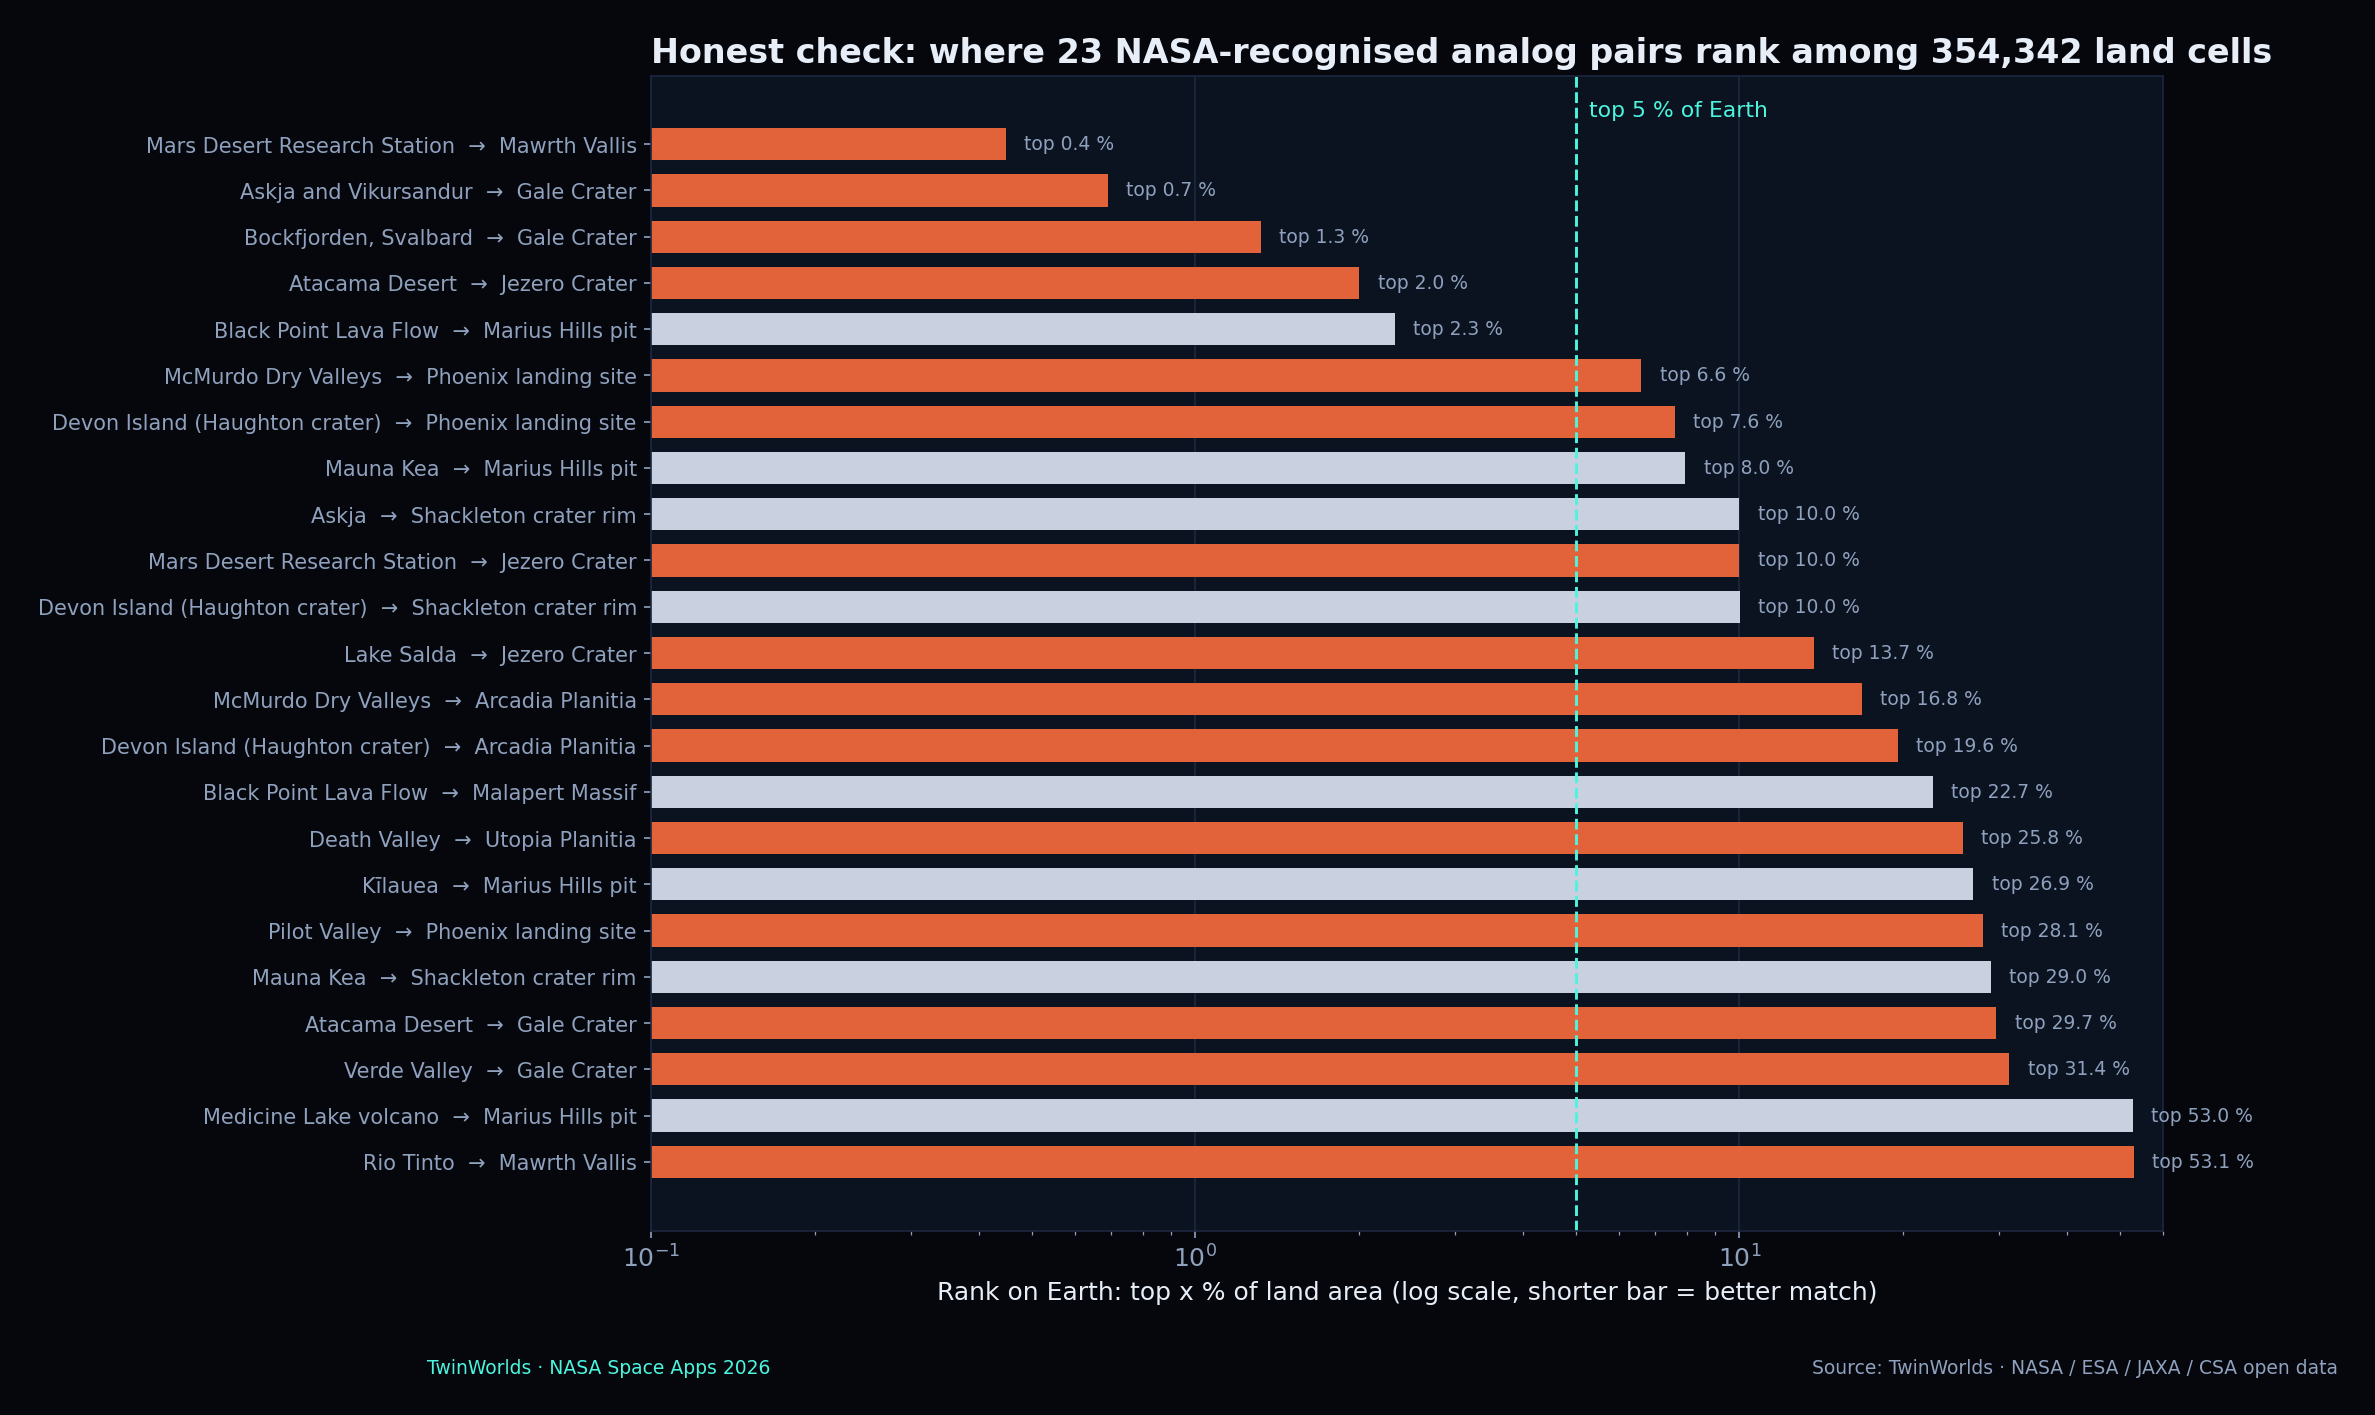 Honest check: where 23 NASA-recognised analog pairs rank among 354,342 land cells
top 5 % of Earth
Mars Desert Research Station → Mawrth Vallis top 0.4 %
Askja and Vikursandur → Gale Crater top 0.7 %
Bockfjorden, Svalbard → Gale Crater top 1.3 %
Atacama Desert → Jezero Crater top 2.0 %
Black Point Lava Flow → Marius Hills pit top 2.3 %
McMurdo Dry Valleys → Phoenix landing site top 6.6 %
Devon Island (Haughton crater) → Phoenix landing site top 7.6 %
Mauna Kea → Marius Hills pit top 8.0 %
Askja → Shackleton crater rim top 10.0 %
Mars Desert Research Station → Jezero Crater top 10.0 %
Devon Island (Haughton crater) → Shackleton crater rim top 10.0 %
Lake Salda → Jezero Crater top 13.7 %
McMurdo Dry Valleys → Arcadia Planitia top 16.8 %
Devon Island (Haughton crater) → Arcadia Planitia top 19.6 %
Black Point Lava Flow → Malapert Massif top 22.7 %
Death Valley → Utopia Planitia top 25.8 %
Kīlauea → Marius Hills pit top 26.9 %
Pilot Valley → Phoenix landing site top 28.1 %
Mauna Kea → Shackleton crater rim top 29.0 %
Atacama Desert → Gale Crater top 29.7 %
Verde Valley → Gale Crater top 31.4 %
Medicine Lake volcano → Marius Hills pit top 53.0 %
Rio Tinto → Mawrth Vallis top 53.1 %
10⁻¹ 10⁰ 10¹
Rank on Earth: top x % of land area (log scale, shorter bar = better match)
TwinWorlds · NASA Space Apps 2026
Source: TwinWorlds · NASA / ESA / JAXA / CSA open data